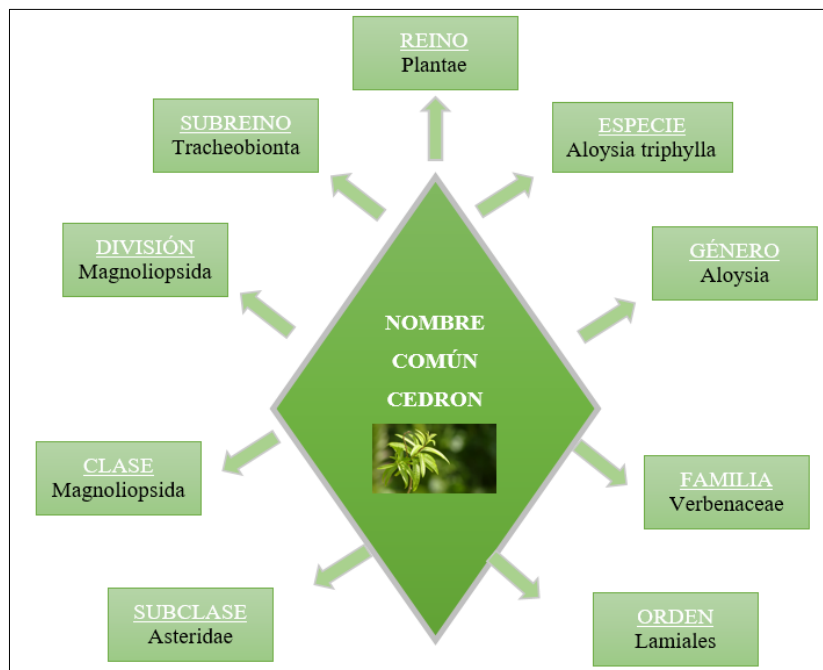 REINO
Plantae
SUBREINO
Tracheobionta
ESPECIE
Aloysia triphylla
DIVISIÓN
Magnoliopsida
GÉNERO
Aloysia
NOMBRE
COMÚN
CEDRON
CLASE
Magnoliopsida
FAMILIA
Verbenaceae
SUBCLASE
Asteridae
ORDEN
Lamiales